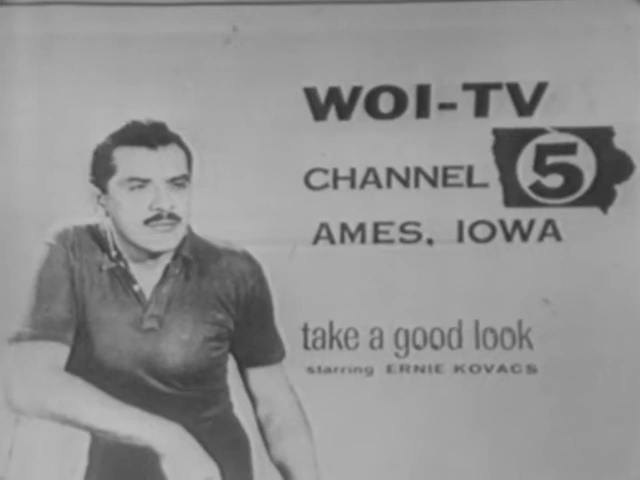 WOI-TV
CHANNEL 5
AMES, IOWA
take a good look
starring ERNIE KOVACS